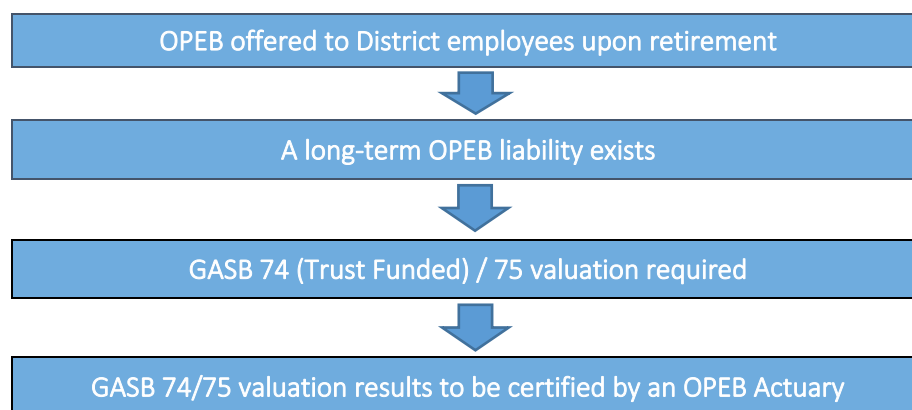 OPEB offered to District employees upon retirement
A long-term OPEB liability exists
GASB 74 (Trust Funded) / 75 valuation required
GASB 74/75 valuation results to be certified by an OPEB Actuary